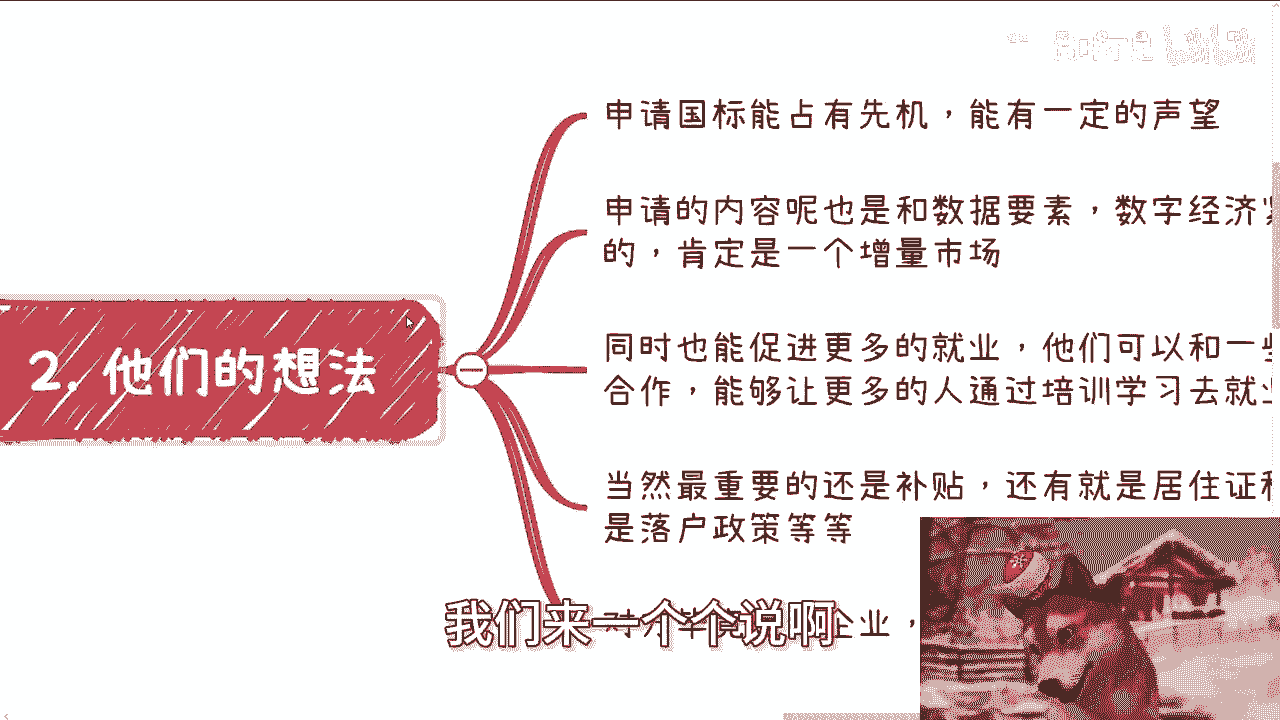 申请国标能占有先机，能有一定的声望
申请的内容呢也是和数据要素，数字经济
的，肯定是一个增量市场
2. 他们的想法
同时也能促进更多的就业，他们可以和一些
合作，能够让更多的人通过培训学习去就业
当然最重要的还是补贴，还有就是居住证
是落户政策等等
企业，
我们来一个个说啊